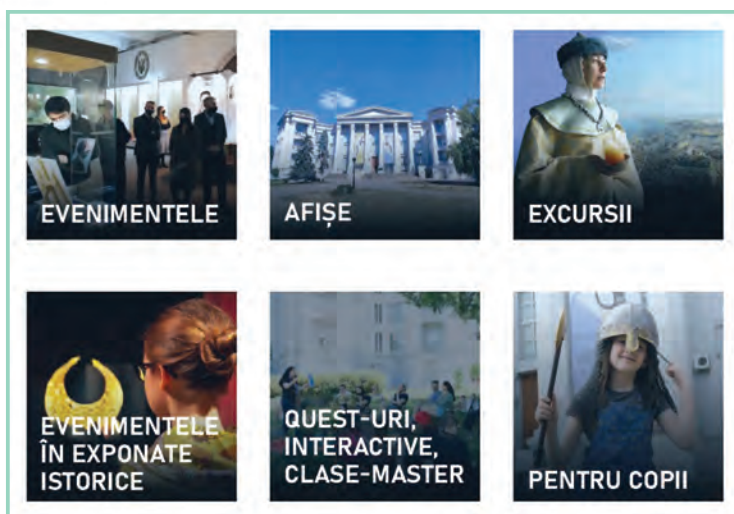 EVENIMENTELE
AFIȘE
EXCURSII
EVENIMENTELE
ÎN EXPONATE
ISTORICE
QUEST-URI,
INTERACTIVE,
CLASE-MASTER
PENTRU COPII